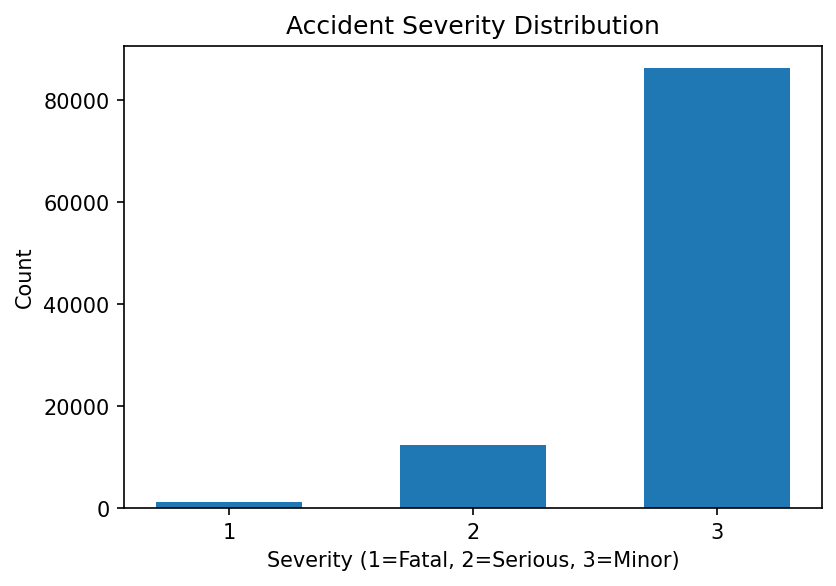 Accident Severity Distribution
80000
60000
40000
20000
0
Count
1
2
3
Severity (1=Fatal, 2=Serious, 3=Minor)